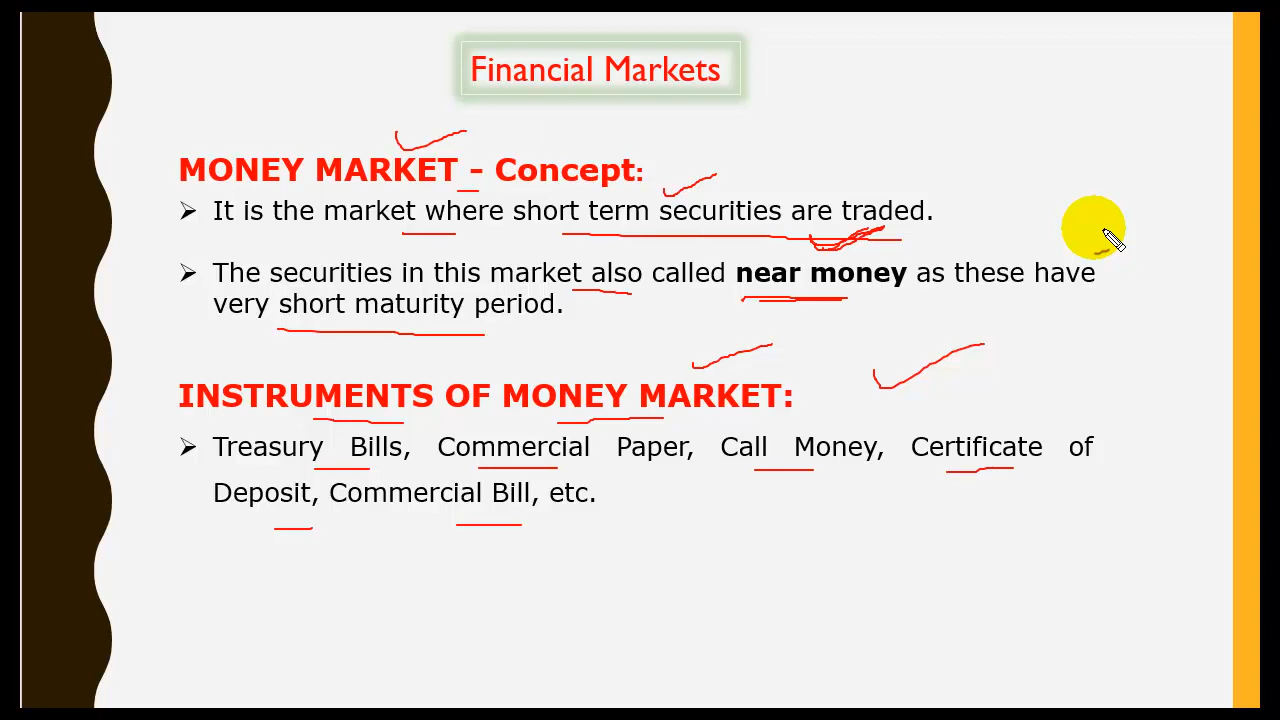 Financial Markets
MONEY MARKET - Concept:
It is the market where short term securities are traded.
The securities in this market also called near money as these have
very short maturity period.
INSTRUMENTS OF MONEY MARKET:
Treasury Bills, Commercial Paper, Call Money, Certificate of
Deposit, Commercial Bill, etc.